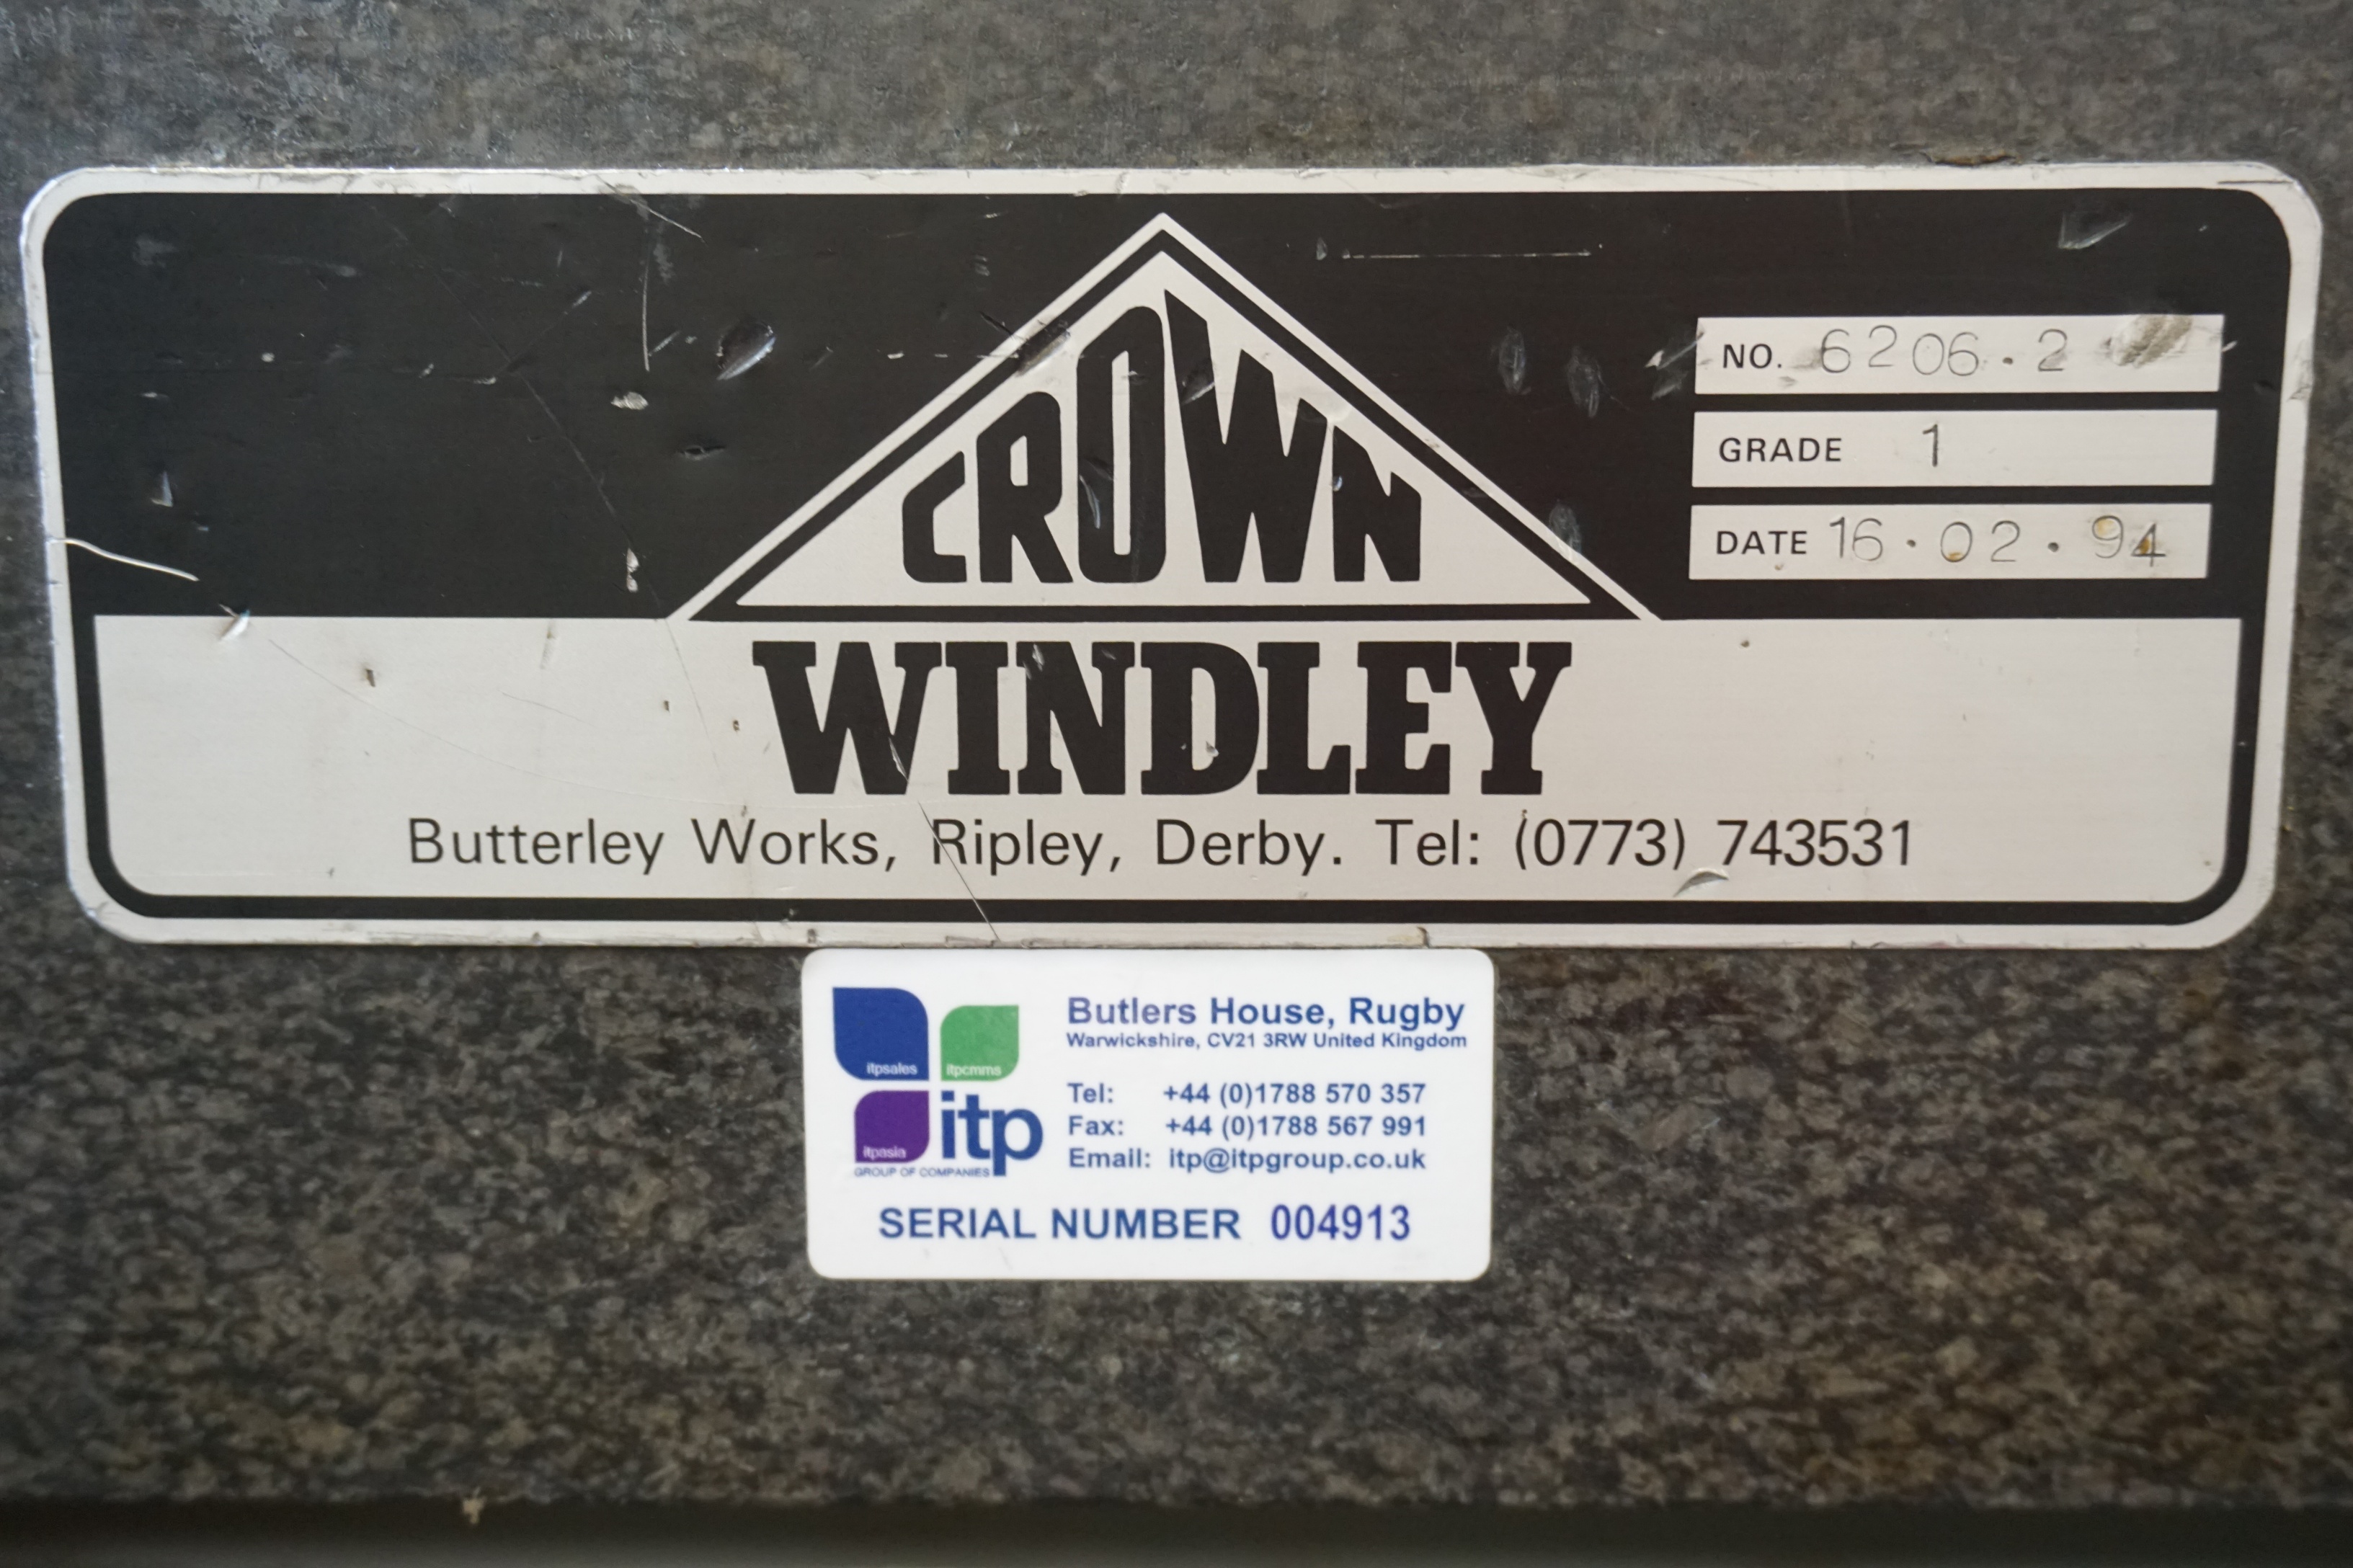 CROWN
NO. 6206.2
GRADE 1
DATE 16.02.94
WINDLEY
Butterley Works, Ripley, Derby. Tel: (0773) 743531
itpsales
itpcmms
itpasia
itp
GROUP OF COMPANIES
Butlers House, Rugby
Warwickshire, CV21 3RW United Kingdom
Tel: +44 (0)1788 570 357
Fax: +44 (0)1788 567 991
Email: itp@itpgroup.co.uk
SERIAL NUMBER 004913